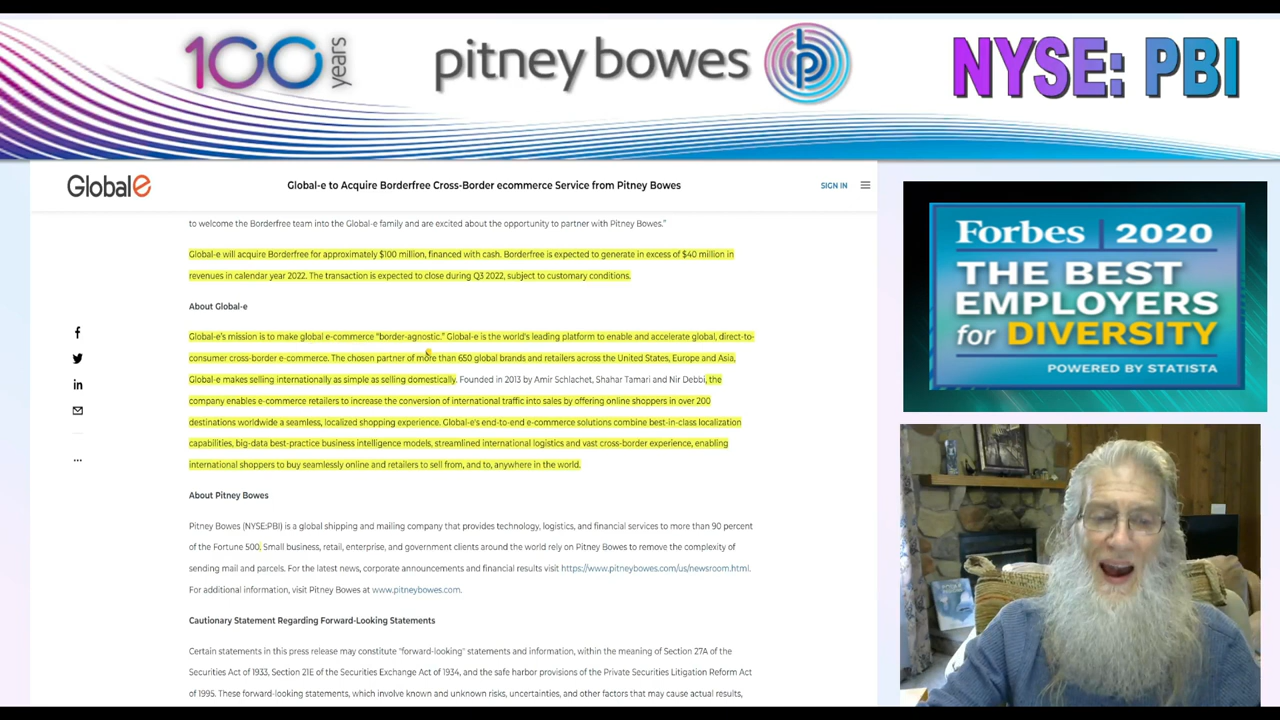 100 years
pitney bowes
NYSE: PBI
GlobalE
Global-e to Acquire Borderfree Cross-Border ecommerce Service from Pitney Bowes
SIGN IN
to welcome the Borderfree team into the Global-e family and are excited about the opportunity to partner with Pitney Bowes."
Global-e will acquire Borderfree for approximately $100 million, financed with cash. Borderfree is expected to generate in excess of $40 million in
revenues in calendar year 2022. The transaction is expected to close during Q3 2022, subject to customary conditions.
About Global-e
Global-e's mission is to make global e-commerce "border-agnostic." Global-e is the world's leading platform to enable and accelerate global, direct-to-
consumer cross-border e-commerce. The chosen partner of more than 650 global brands and retailers across the United States, Europe and Asia,
Global-e makes selling internationally as simple as selling domestically. Founded in 2013 by Amir Schlachet, Shahar Tamari and Nir Debbi, the
company enables e-commerce retailers to increase the conversion of international traffic into sales by offering online shoppers in over 200
destinations worldwide a seamless, localized shopping experience. Global-e's end-to-end e-commerce solutions combine best-in-class localization
capabilities, big-data best-practice business intelligence models, streamlined international logistics and vast cross-border experience, enabling
international shoppers to buy seamlessly online and retailers to sell from, and to, anywhere in the world.
About Pitney Bowes
Pitney Bowes (NYSE:PBI) is a global shipping and mailing company that provides technology, logistics, and financial services to more than 90 percent
of the Fortune 500. Small business, retail, enterprise, and government clients around the world rely on Pitney Bowes to remove the complexity of
sending mail and parcels. For the latest news, corporate announcements and financial results visit https://www.pitneybowes.com/us/newsroom.html.
For additional information, visit Pitney Bowes at www.pitneybowes.com.
Cautionary Statement Regarding Forward-Looking Statements
Certain statements in this press release may constitute "forward-looking" statements and information, within the meaning of Section 27A of the
Securities Act of 1933, Section 21E of the Securities Exchange Act of 1934, and the safe harbor provisions of the Private Securities Litigation Reform Act
of 1995. These forward-looking statements, which involve known and unknown risks, uncertainties, and other factors that may cause actual results,
Forbes | 2020
THE BEST
EMPLOYERS
for DIVERSITY
POWERED BY STATISTA